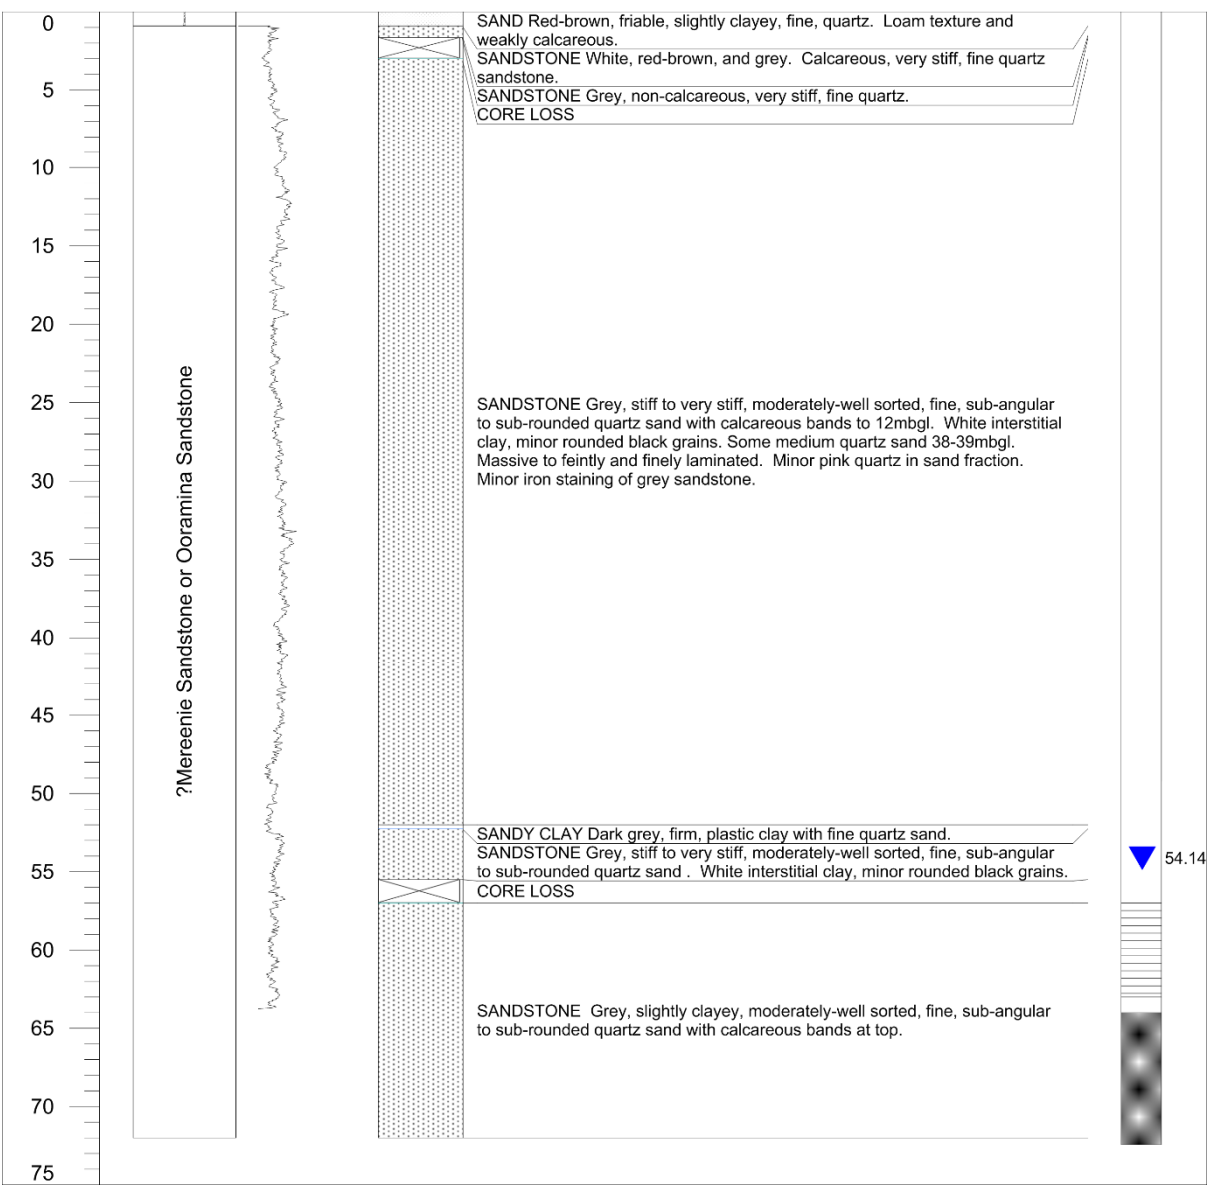 0
5
10
15
20
25
30
35
40
45
50
55
60
65
70
75
?Mereenie Sandstone or Ooramina Sandstone
SAND Red-brown, friable, slightly clayey, fine, quartz.  Loam texture and
weakly calcareous.
SANDSTONE White, red-brown, and grey.  Calcareous, very stiff, fine quartz
sandstone.
SANDSTONE Grey, non-calcareous, very stiff, fine quartz.
CORE LOSS
SANDSTONE Grey, stiff to very stiff, moderately-well sorted, fine, sub-angular
to sub-rounded quartz sand with calcareous bands to 12mbgl.  White interstitial
clay, minor rounded black grains. Some medium quartz sand 38-39mbgl.
Massive to feintly and finely laminated.  Minor pink quartz in sand fraction.
Minor iron staining of grey sandstone.
SANDY CLAY Dark grey, firm, plastic clay with fine quartz sand.
SANDSTONE Grey, stiff to very stiff, moderately-well sorted, fine, sub-angular
to sub-rounded quartz sand .  White interstitial clay, minor rounded black grains.
CORE LOSS
SANDSTONE  Grey, slightly clayey, moderately-well sorted, fine, sub-angular
to sub-rounded quartz sand with calcareous bands at top.
54.14